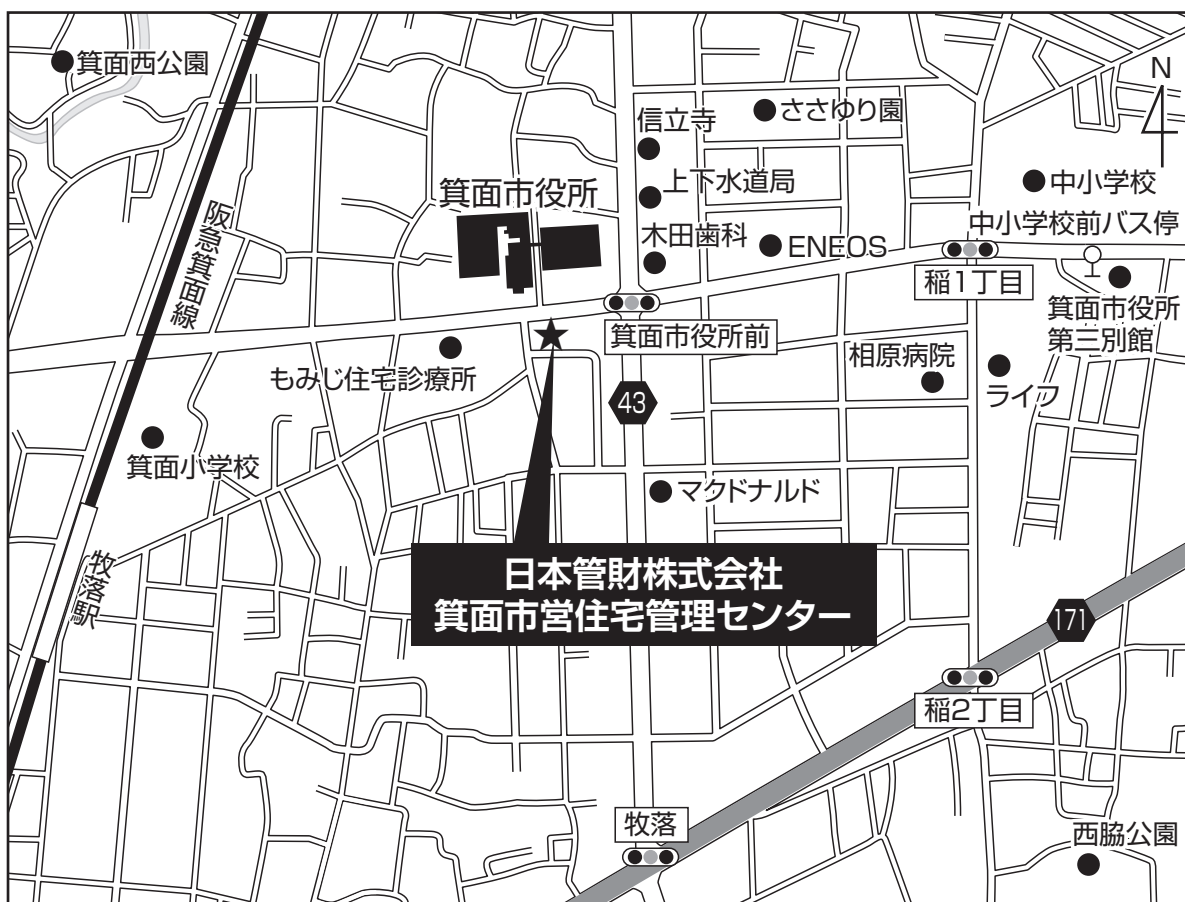 箕面西公園
N
ささゆり園
信立寺
上下水道局
中小学校
箕面市役所
阪急箕面線
木田歯科
ENEOS
中小学校前バス停
稲1丁目
箕面市役所
第三別館
箕面市役所前
相原病院
ライフ
もみじ住宅診療所
43
箕面小学校
マクドナルド
牧落駅
日本管財株式会社
箕面市営住宅管理センター
171
稲2丁目
牧落
西脇公園